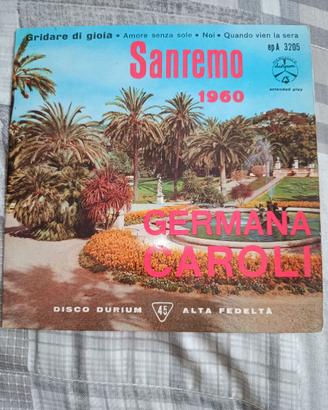 Gridare di gioia • Amore senza sole • Noi • Quando vien la sera
ep A 3205
Sanremo
1960
durium
extended play
GERMANA
CAROLI
DISCO DURIUM 45 ALTA FEDELTÀ